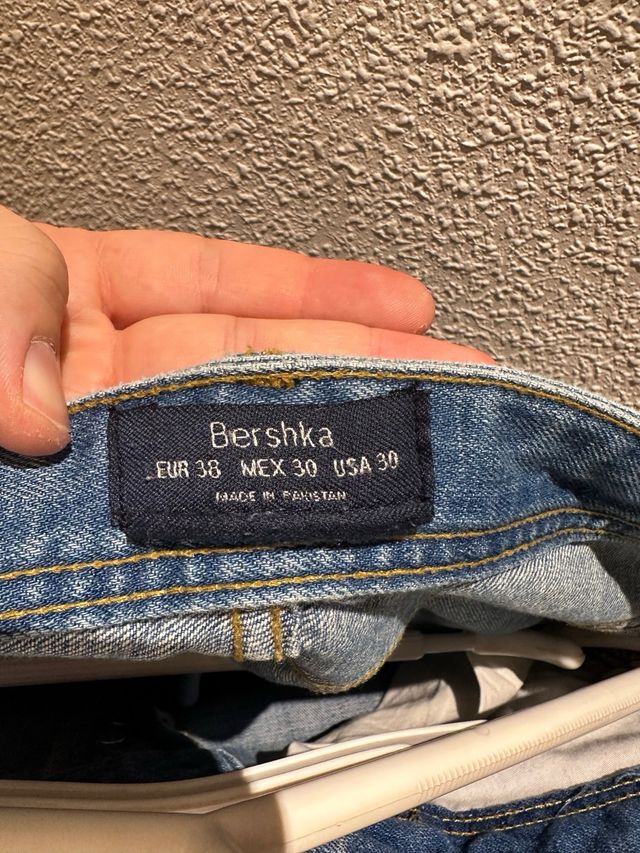 Bershka
EUR 38 MEX 30 USA 30
MADE IN PAKISTAN